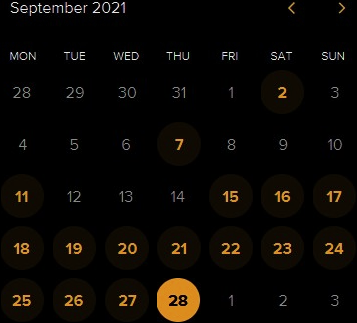 September 2021
MON TUE WED THU FRI SAT SUN
28 29 30 31 1 2 3
4 5 6 7 8 9 10
11 12 13 14 15 16 17
18 19 20 21 22 23 24
25 26 27 28 1 2 3